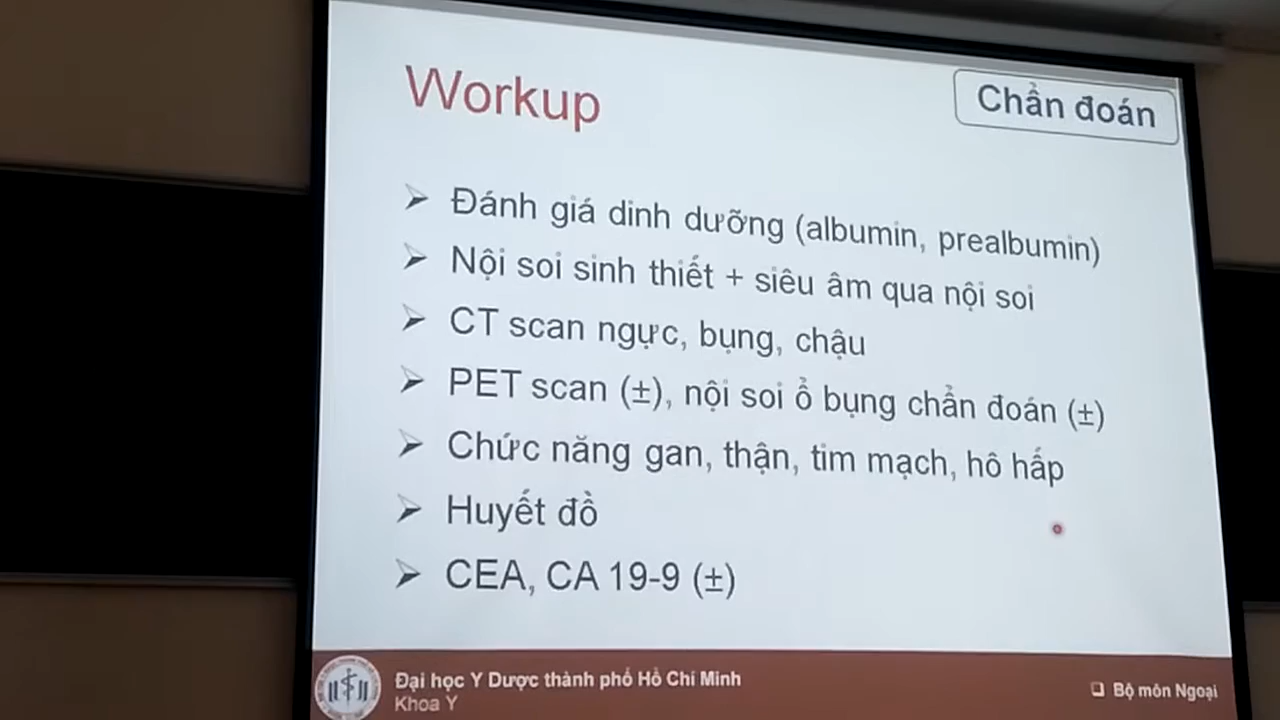 Workup
Chẩn đoán
➢ Đánh giá dinh dưỡng (albumin, prealbumin)
➢ Nội soi sinh thiết + siêu âm qua nội soi
➢ CT scan ngực, bụng, chậu
➢ PET scan (±), nội soi ổ bụng chẩn đoán (±)
➢ Chức năng gan, thận, tim mạch, hô hấp
➢ Huyết đồ
➢ CEA, CA 19-9 (±)
Đại học Y Dược thành phố Hồ Chí Minh
Khoa Y
❑ Bộ môn Ngoại